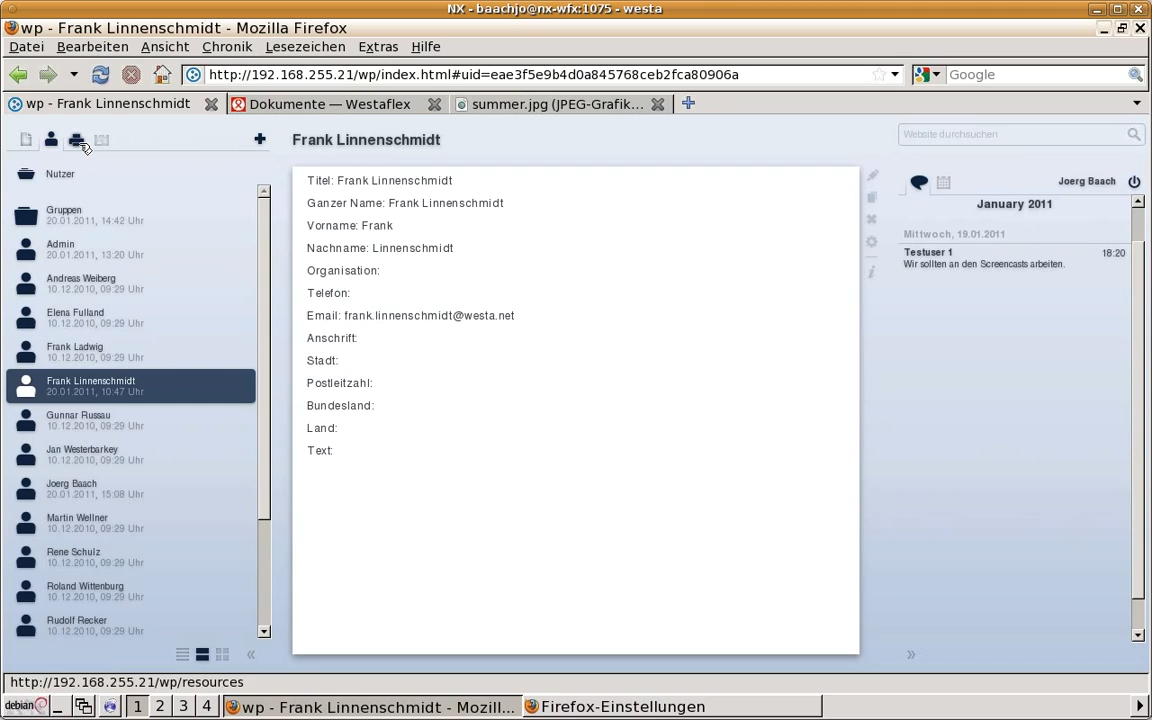 NX - baachjo@nx-wfx:1075 - westa
wp - Frank Linnenschmidt - Mozilla Firefox
Datei Bearbeiten Ansicht Chronik Lesezeichen Extras Hilfe
http://192.168.255.21/wp/index.html#uid=eae3f5e9b4d0a845768ceb2fca80906a
Google
wp - Frank Linnenschmidt
Dokumente — Westaflex
summer.jpg (JPEG-Grafik...
Frank Linnenschmidt
Website durchsuchen
Nutzer
Gruppen
20.01.2011, 14:42 Uhr
Admin
20.01.2011, 13:20 Uhr
Andreas Weiberg
10.12.2010, 09:29 Uhr
Elena Fulland
10.12.2010, 09:29 Uhr
Frank Ladwig
10.12.2010, 09:29 Uhr
Frank Linnenschmidt
20.01.2011, 10:47 Uhr
Gunnar Russau
10.12.2010, 09:29 Uhr
Jan Westerbarkey
10.12.2010, 09:29 Uhr
Joerg Baach
20.01.2011, 15:08 Uhr
Martin Wellner
10.12.2010, 09:29 Uhr
Rene Schulz
10.12.2010, 09:29 Uhr
Roland Wittenburg
10.12.2010, 09:29 Uhr
Rudolf Recker
10.12.2010, 09:29 Uhr
Titel: Frank Linnenschmidt
Ganzer Name: Frank Linnenschmidt
Vorname: Frank
Nachname: Linnenschmidt
Organisation:
Telefon:
Email: frank.linnenschmidt@westa.net
Anschrift:
Stadt:
Postleitzahl:
Bundesland:
Land:
Text:
Joerg Baach
January 2011
Mittwoch, 19.01.2011
Testuser 1 18:20
Wir sollten an den Screencasts arbeiten.
« »
http://192.168.255.21/wp/resources
debian 1 2 3 4 wp - Frank Linnenschmidt - Mozill... Firefox-Einstellungen